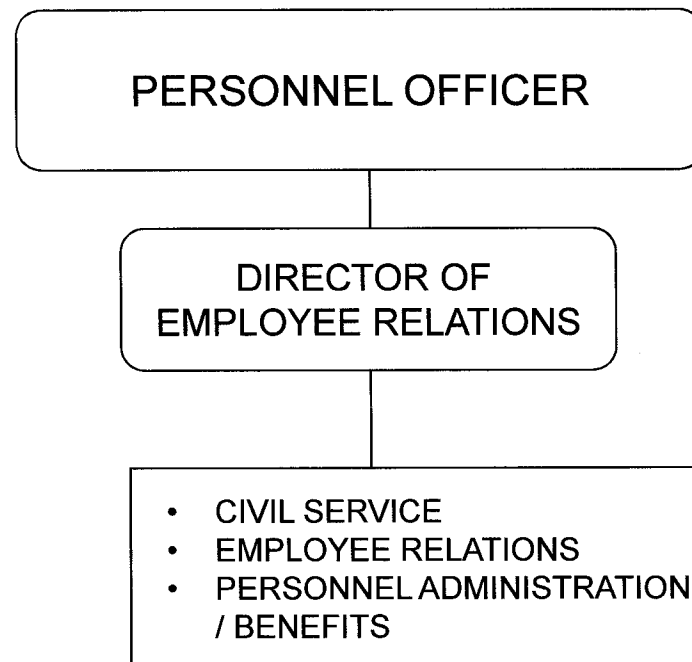 PERSONNEL OFFICER
DIRECTOR OF
EMPLOYEE RELATIONS
• CIVIL SERVICE
• EMPLOYEE RELATIONS
• PERSONNEL ADMINISTRATION
/ BENEFITS